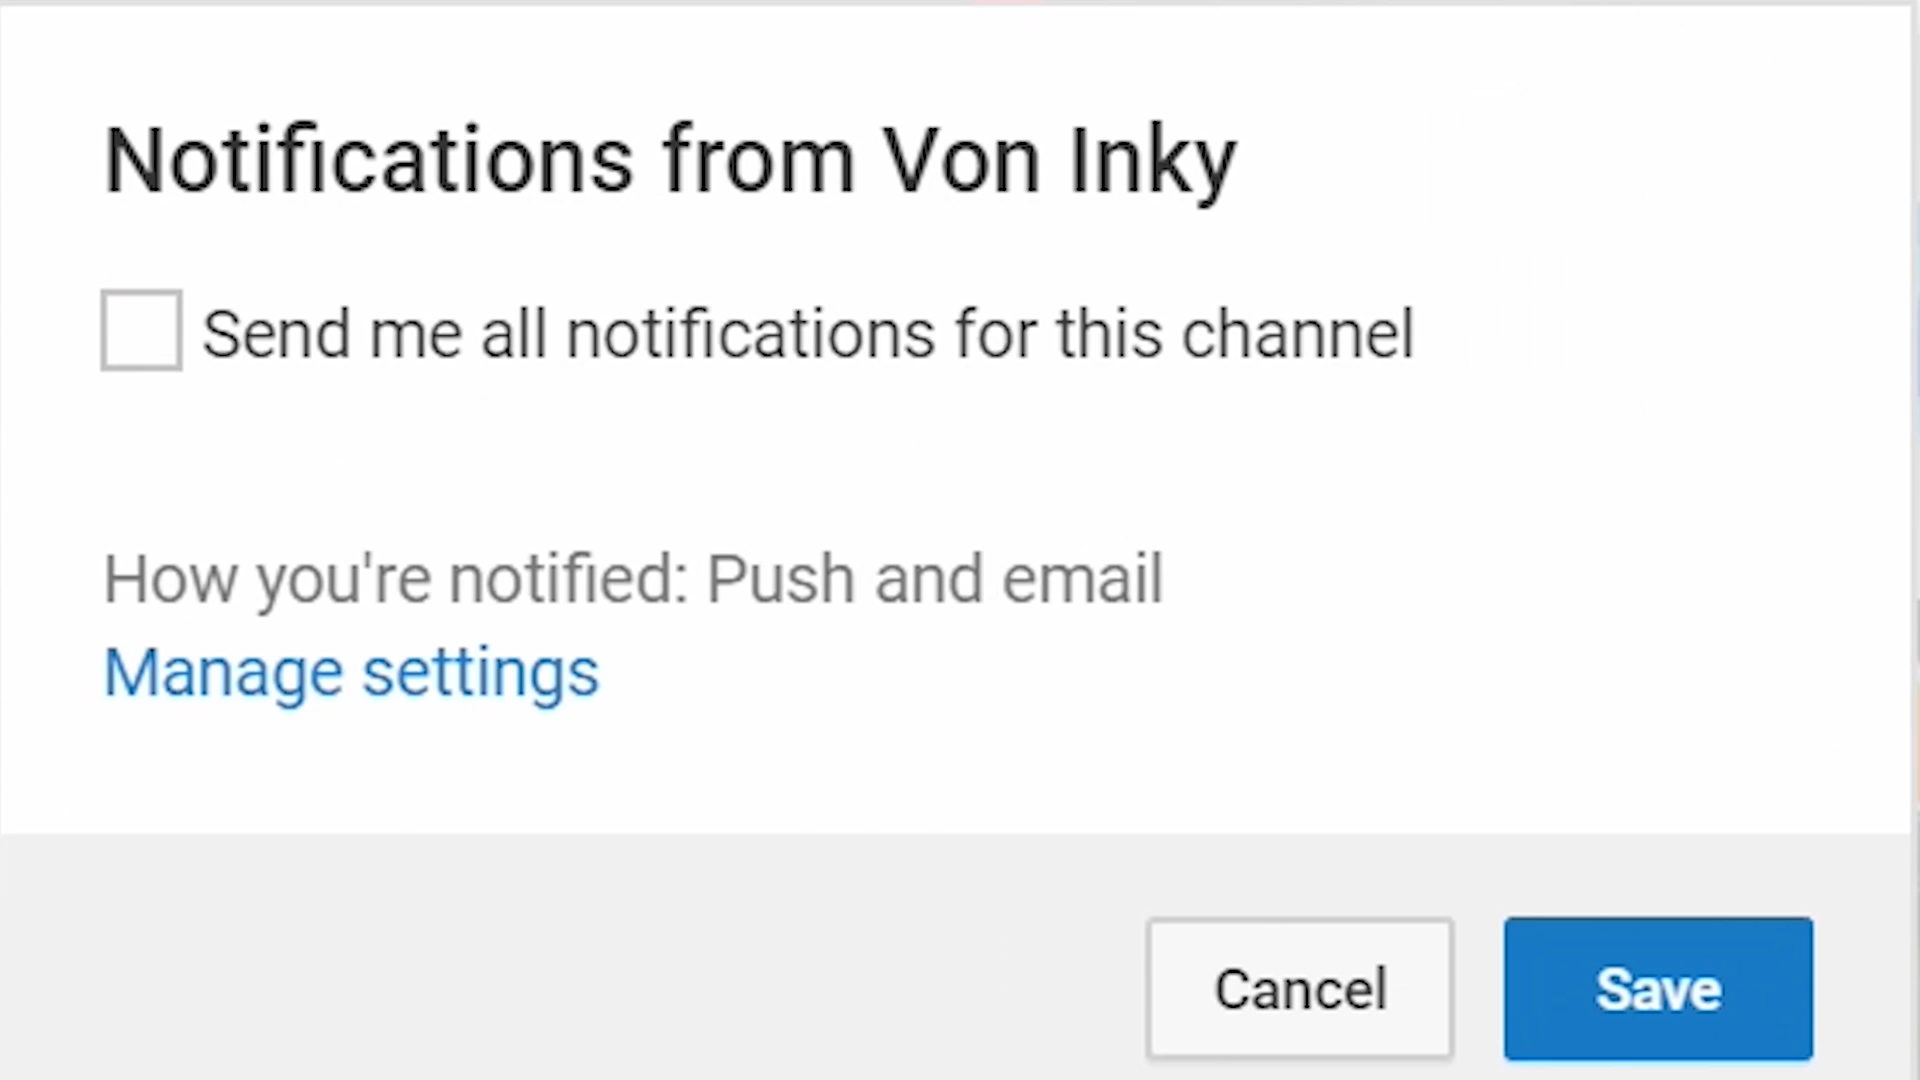 Notifications from Von Inky
Send me all notifications for this channel
How you're notified: Push and email
Manage settings
Cancel
Save